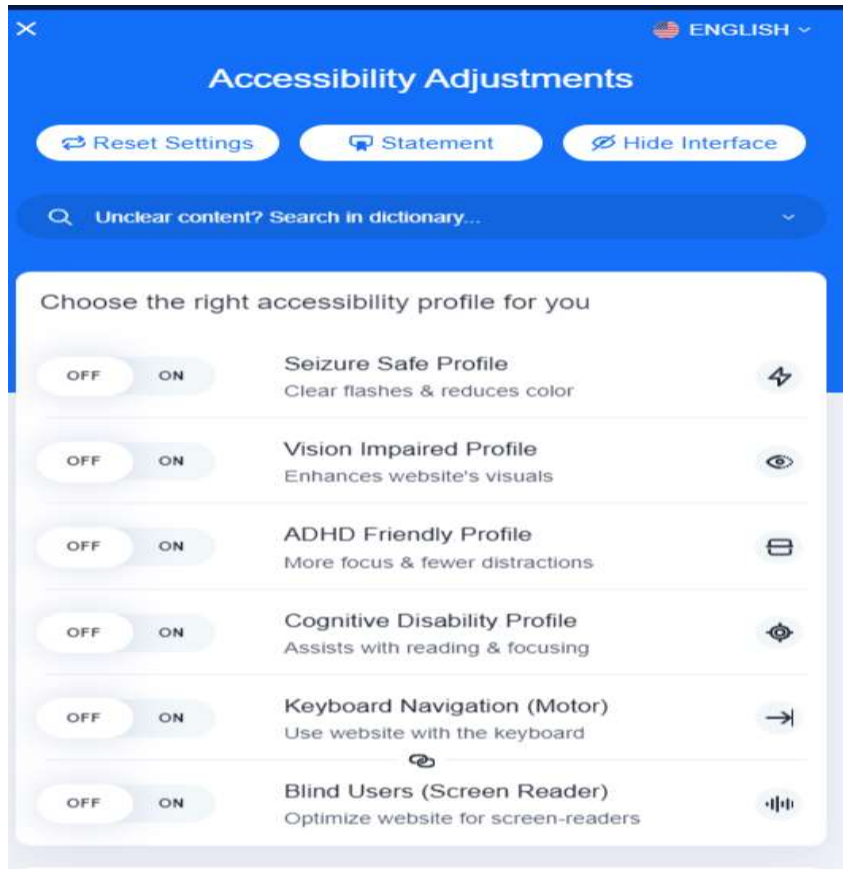 ENGLISH
Accessibility Adjustments
Reset Settings Statement Hide Interface
Unclear content? Search in dictionary...
Choose the right accessibility profile for you
OFF ON Seizure Safe Profile
Clear flashes & reduces color
OFF ON Vision Impaired Profile
Enhances website's visuals
OFF ON ADHD Friendly Profile
More focus & fewer distractions
OFF ON Cognitive Disability Profile
Assists with reading & focusing
OFF ON Keyboard Navigation (Motor)
Use website with the keyboard
OFF ON Blind Users (Screen Reader)
Optimize website for screen-readers